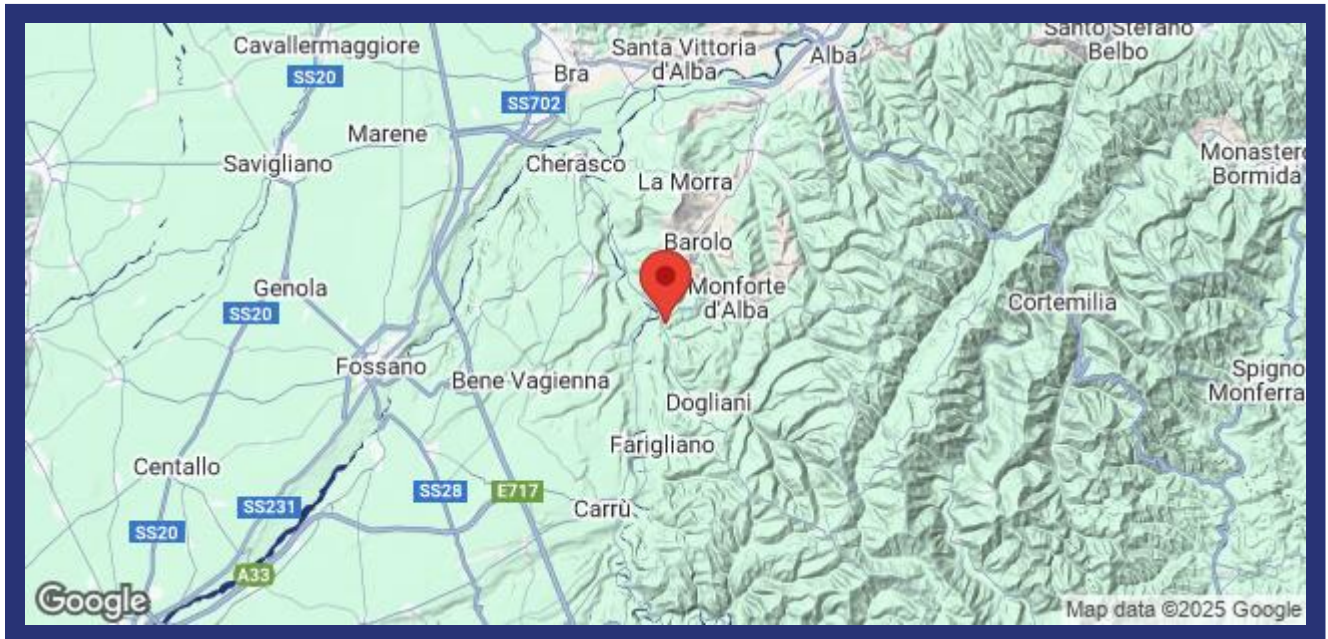 Cavallermaggiore
SS20
Santa Vittoria
d'Alba
Alba
Santo Stefano
Belbo
Bra
SS702
Marene
Savigliano
Cherasco
La Morra
Monastero
Bormida
Barolo
Genola
Monforte
d'Alba
Cortemilia
SS20
Fossano
Bene Vagienna
Spigno
Monferra
Dogliani
Farigliano
Centallo
SS231
SS28
E717
Carrù
SS20
A33
Google
Map data ©2025 Google